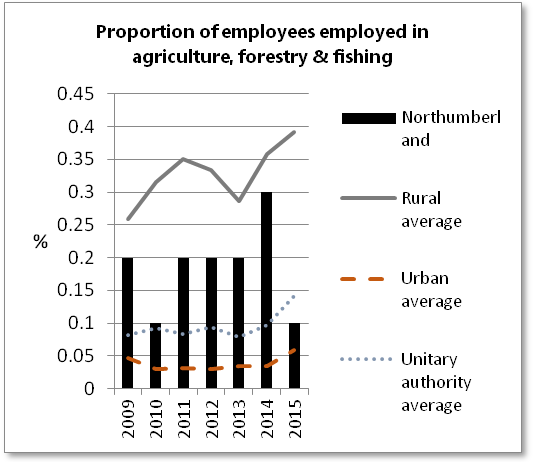 Proportion of employees employed in
agriculture, forestry & fishing
0.45
0.4
0.35
0.3
0.25
0.2
0.15
0.1
0.05
0
%
2009
2010
2011
2012
2013
2014
2015
Northumberl
and
Rural
average
Urban
average
Unitary
authority
average